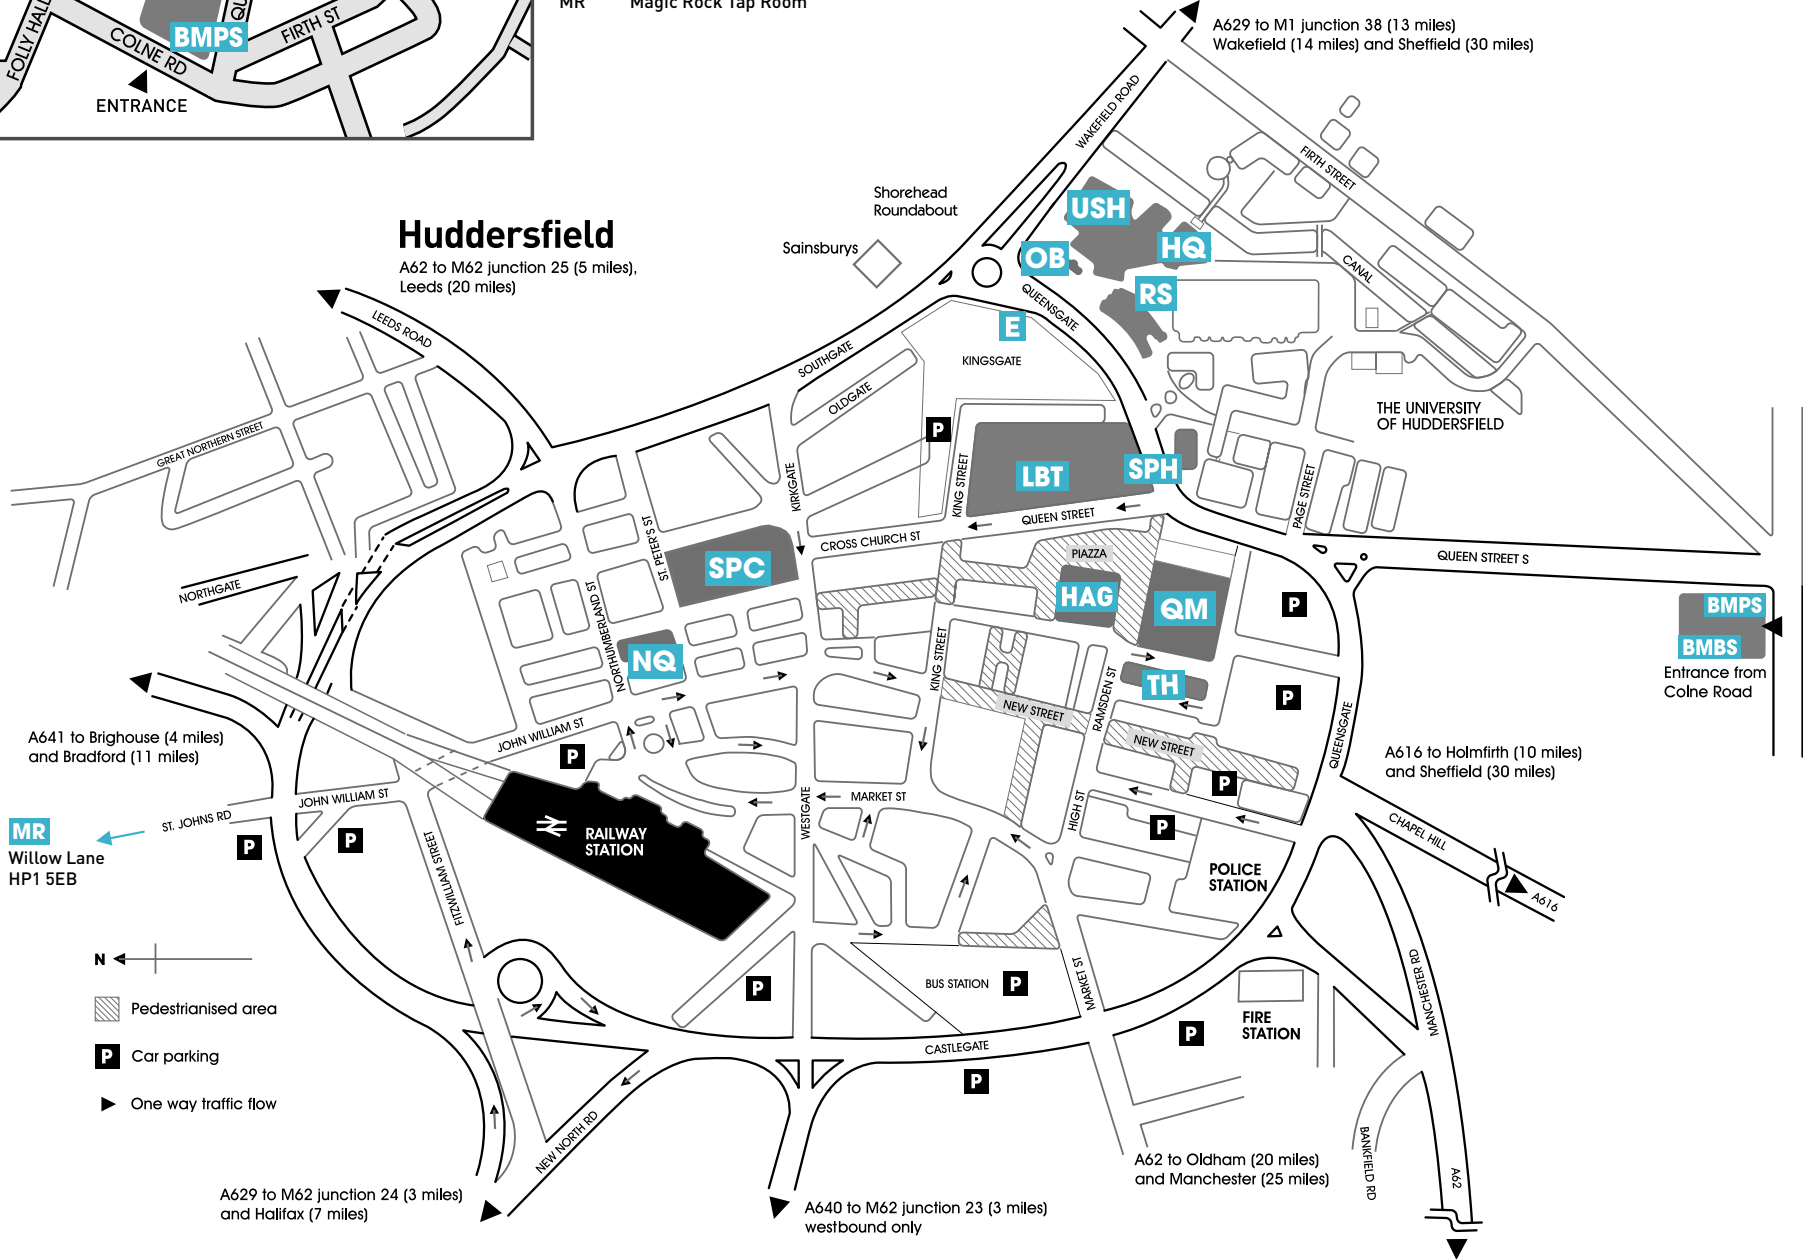 MR Magic Rock Tap Room
FOLLY HALL
COLNE RD
BMPS
QU
FIRTH ST
ENTRANCE
A629 to M1 junction 38 (13 miles)
Wakefield (14 miles) and Sheffield (30 miles)
WAKEFIELD ROAD
FIRTH STREET
Shorehead
Roundabout
Sainsburys
USH
HQ
OB
RS
E
CANAL
QUEENSGATE
KINGSGATE
Huddersfield
A62 to M62 junction 25 (5 miles),
Leeds (20 miles)
LEEDS ROAD
SOUTHGATE
OLDGATE
THE UNIVERSITY
OF HUDDERSFIELD
GREAT NORTHERN STREET
P
LBT
SPH
KIRKGATE
KING STREET
PAGE STREET
QUEEN STREET
CROSS CHURCH ST
ST. PETER'S ST
SPC
PIAZZA
HAG
QM
QUEEN STREET S
NORTHGATE
NORTHUMBERLAND ST
NQ
P
BMPS
BMBS
Entrance from
Colne Road
KING STREET
RAMSDEN ST
TH
P
NEW STREET
NEW STREET
QUEENSGATE
A641 to Brighouse (4 miles)
and Bradford (11 miles)
JOHN WILLIAM ST
P
A616 to Holmfirth (10 miles)
and Sheffield (30 miles)
P
JOHN WILLIAM ST
ST. JOHNS RD
MR
Willow Lane
HP1 5EB
P
P
FITZWILLIAM STREET
RAILWAY
STATION
WESTGATE
MARKET ST
HIGH ST
P
CHAPEL HILL
A616
POLICE
STATION
N
Pedestrianised area
P Car parking
One way traffic flow
P
BUS STATION
P
MARKET ST
MANCHESTER RD
FIRE
STATION
P
CASTLEGATE
P
NEW NORTH RD
BANKFIELD RD
A62
A62 to Oldham (20 miles)
and Manchester (25 miles)
A629 to M62 junction 24 (3 miles)
and Halifax (7 miles)
A640 to M62 junction 23 (3 miles)
westbound only